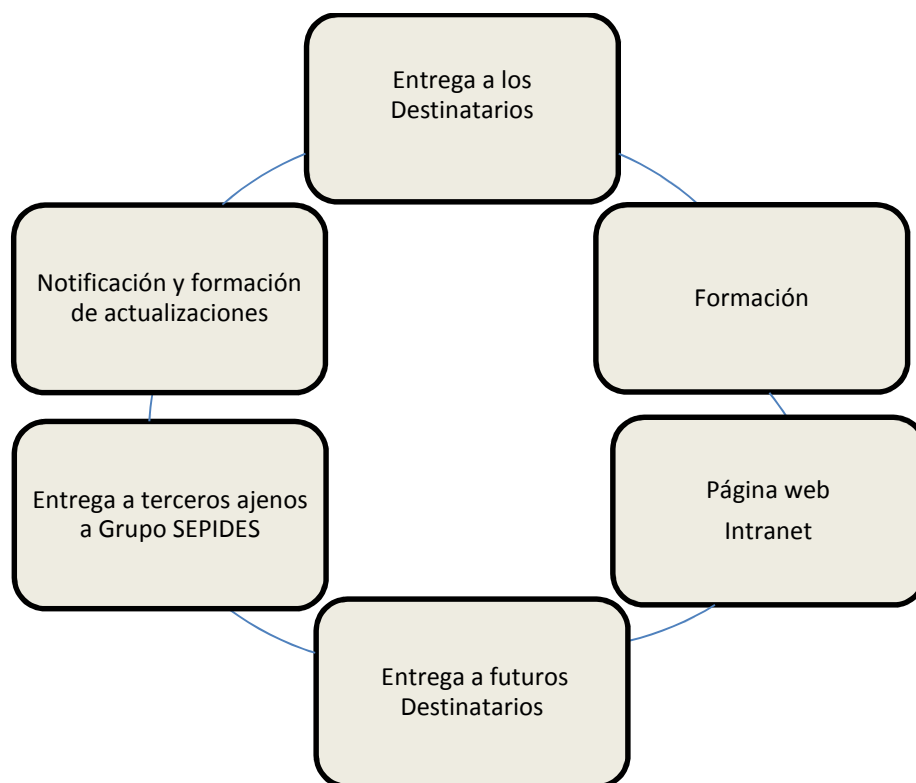 Entrega a los
Destinatarios
Formación
Página web
Intranet
Entrega a futuros
Destinatarios
Entrega a terceros ajenos
a Grupo SEPIDES
Notificación y formación
de actualizaciones